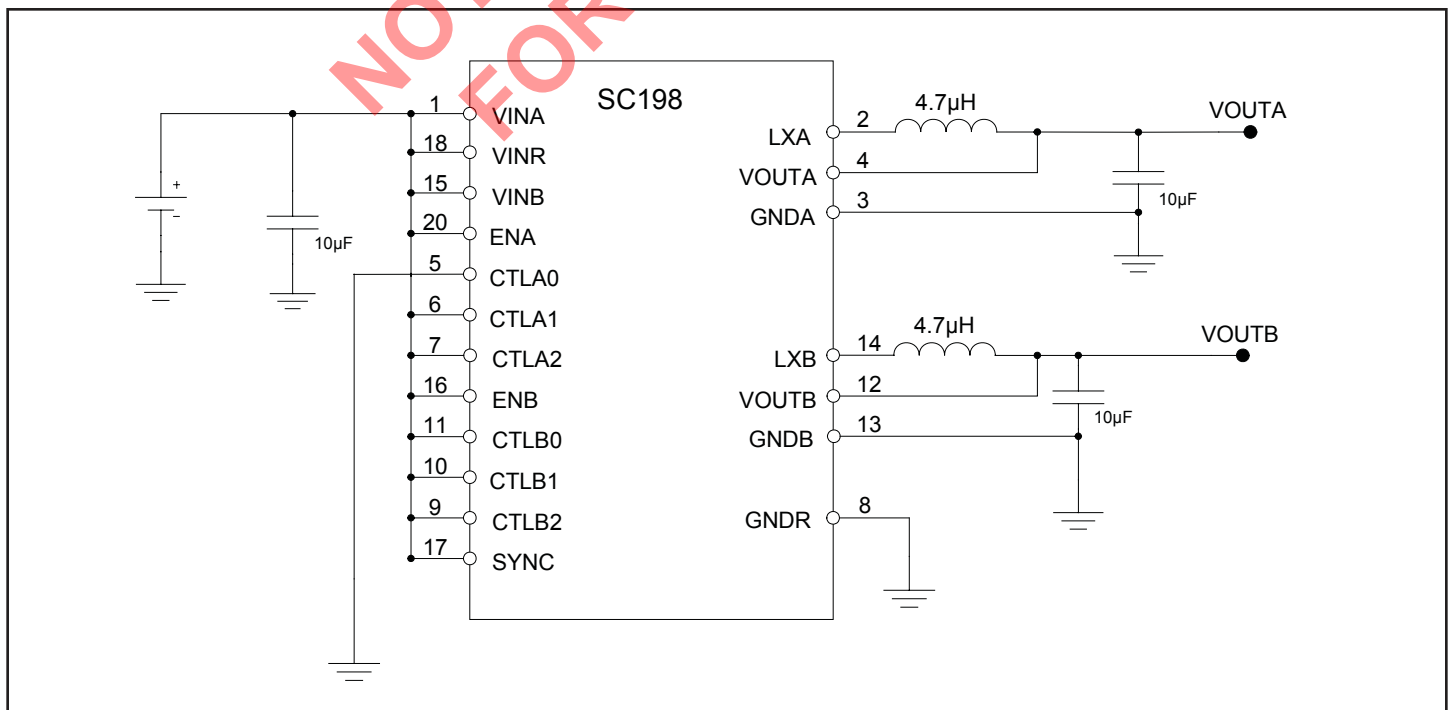 NOT
FOR
SC198
1 VINA
18 VINR
15 VINB
20 ENA
5 CTLA0
6 CTLA1
7 CTLA2
16 ENB
11 CTLB0
10 CTLB1
9 CTLB2
17 SYNC
+
-
10µF
LXA 2
VOUTA 4
GNDA 3
4.7µH
VOUTA
10µF
LXB 14
VOUTB 12
GNDB 13
4.7µH
VOUTB
10µF
GNDR 8